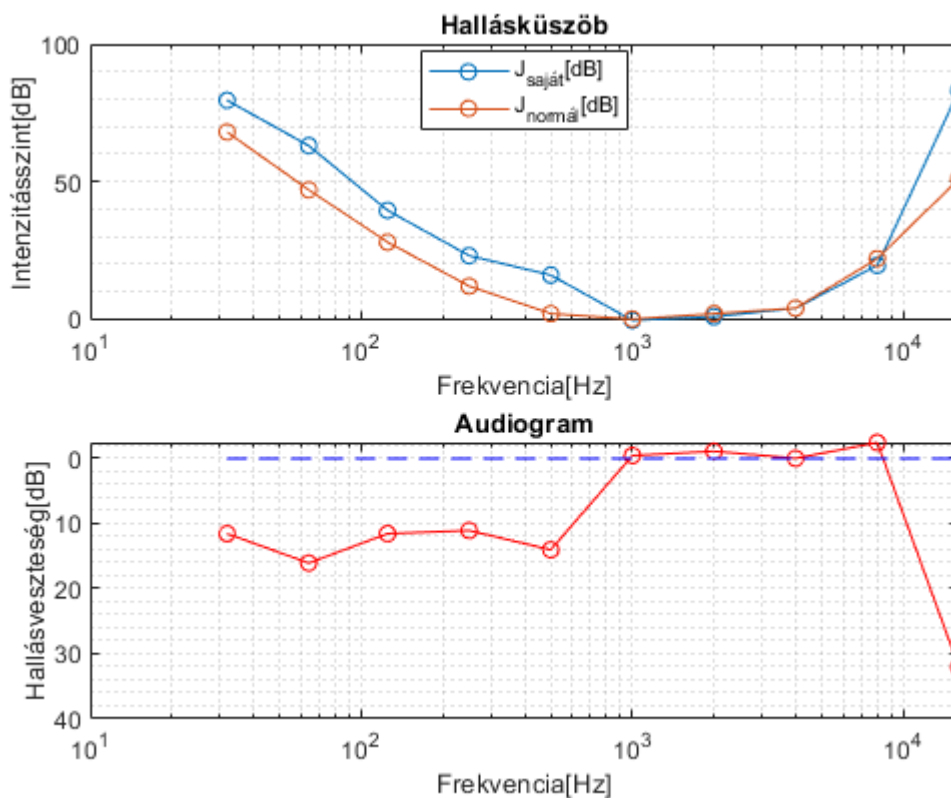 Hallásküszöb
100
50
0
Intenzitásszint[dB]
J_saját[dB]
J_normál[dB]
10^1
10^2
10^3
10^4
Frekvencia[Hz]
Audiogram
0
10
20
30
40
Hallásveszteség[dB]
10^1
10^2
10^3
10^4
Frekvencia[Hz]